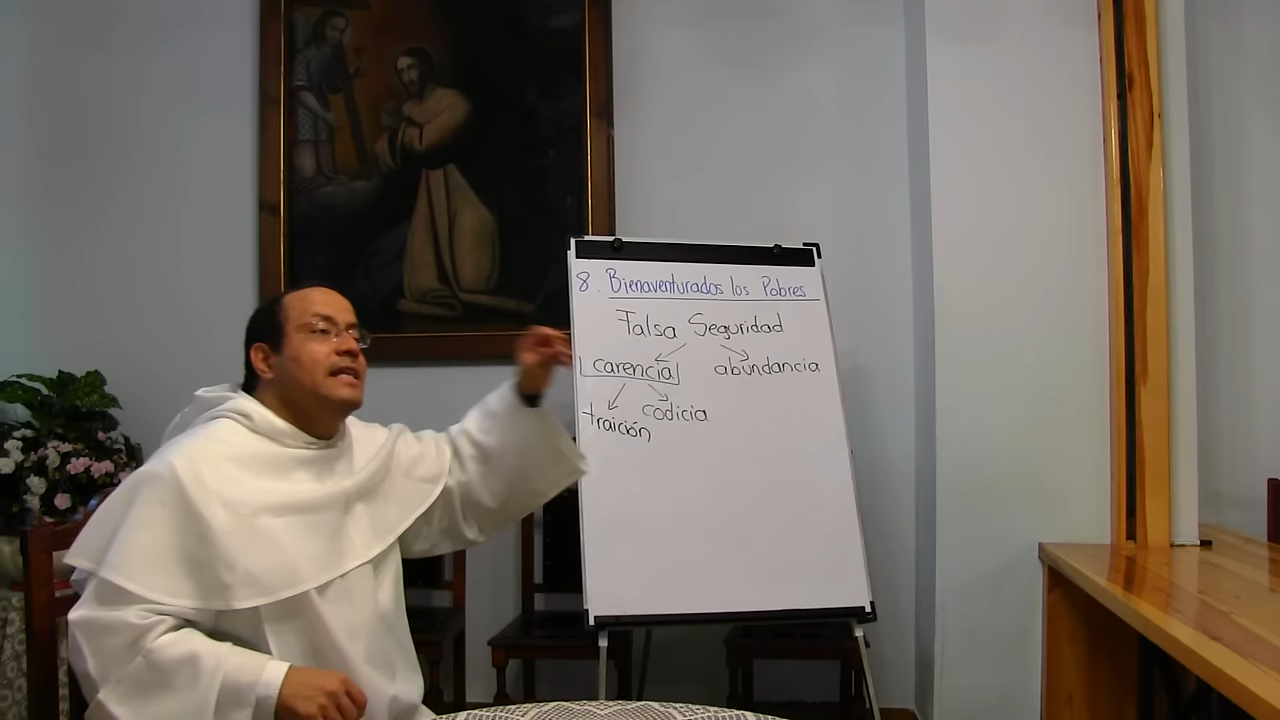 8. Bienaventurados los Pobres
Falsa Seguridad
carencia abundancia
traición codicia